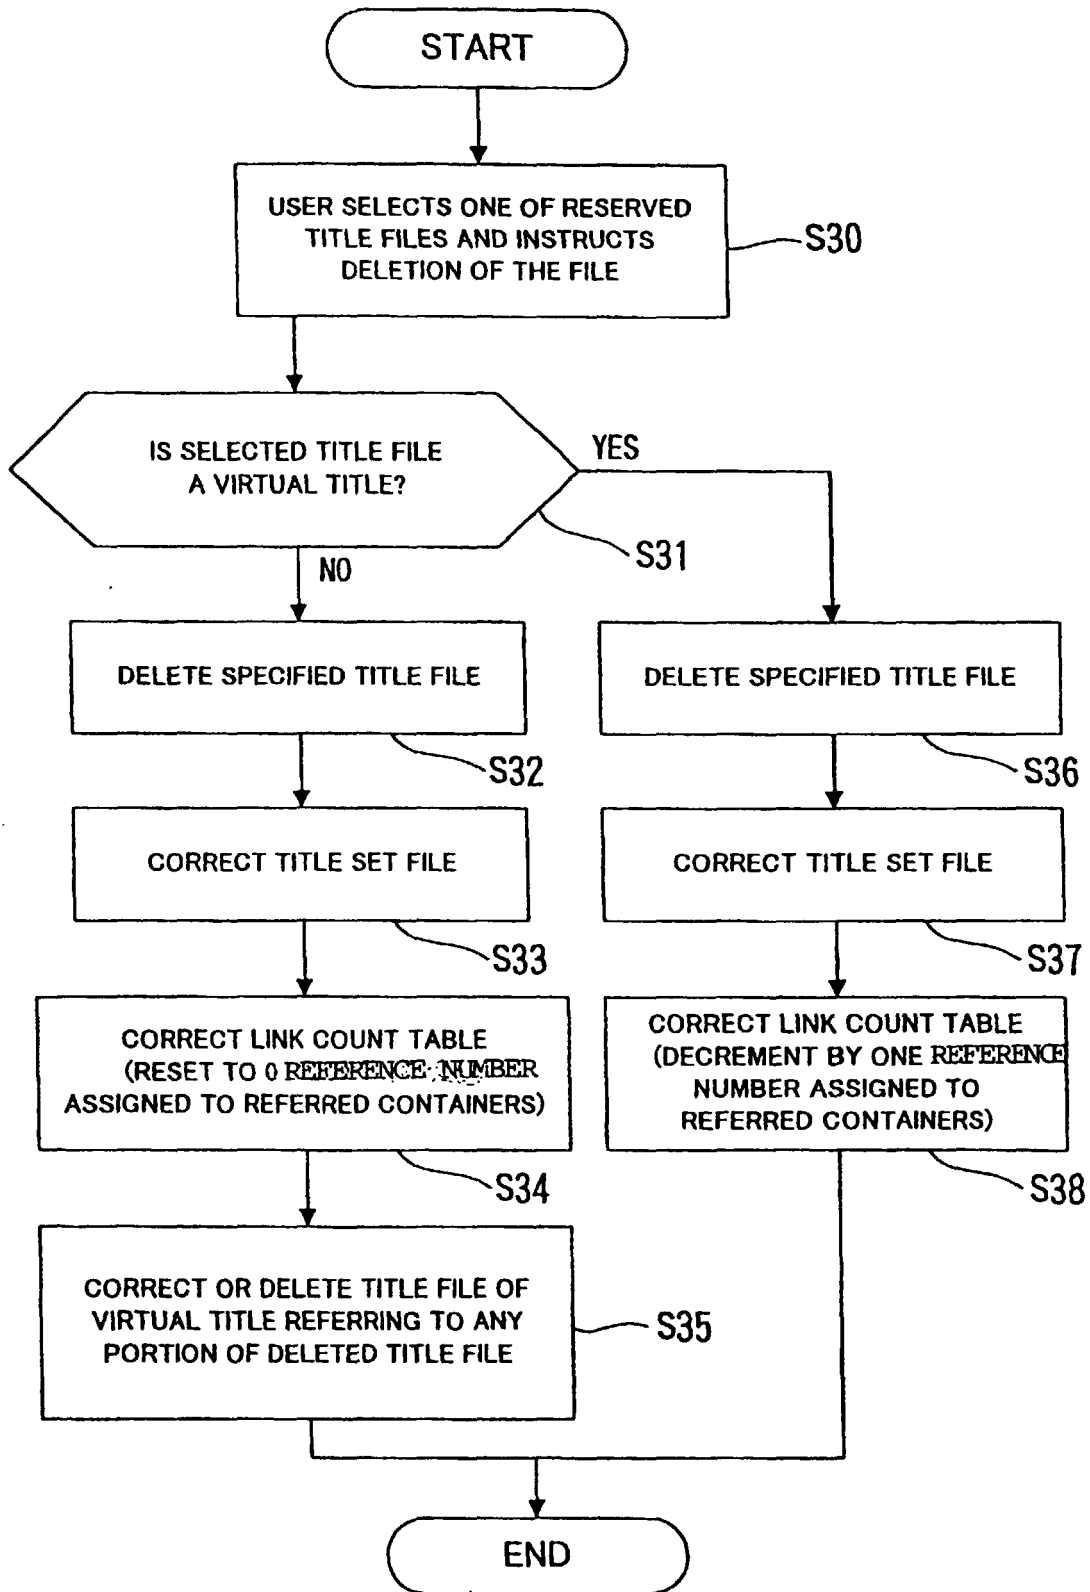 START
USER SELECTS ONE OF RESERVED
TITLE FILES AND INSTRUCTS
DELETION OF THE FILE
S30
IS SELECTED TITLE FILE
A VIRTUAL TITLE?
YES
S31
NO
DELETE SPECIFIED TITLE FILE
S32
CORRECT TITLE SET FILE
S33
CORRECT LINK COUNT TABLE
(RESET TO 0 REFERENCE NUMBER
ASSIGNED TO REFERRED CONTAINERS)
S34
CORRECT OR DELETE TITLE FILE OF
VIRTUAL TITLE REFERRING TO ANY
PORTION OF DELETED TITLE FILE
S35
DELETE SPECIFIED TITLE FILE
S36
CORRECT TITLE SET FILE
S37
CORRECT LINK COUNT TABLE
(DECREMENT BY ONE REFERENCE
NUMBER ASSIGNED TO
REFERRED CONTAINERS)
S38
END